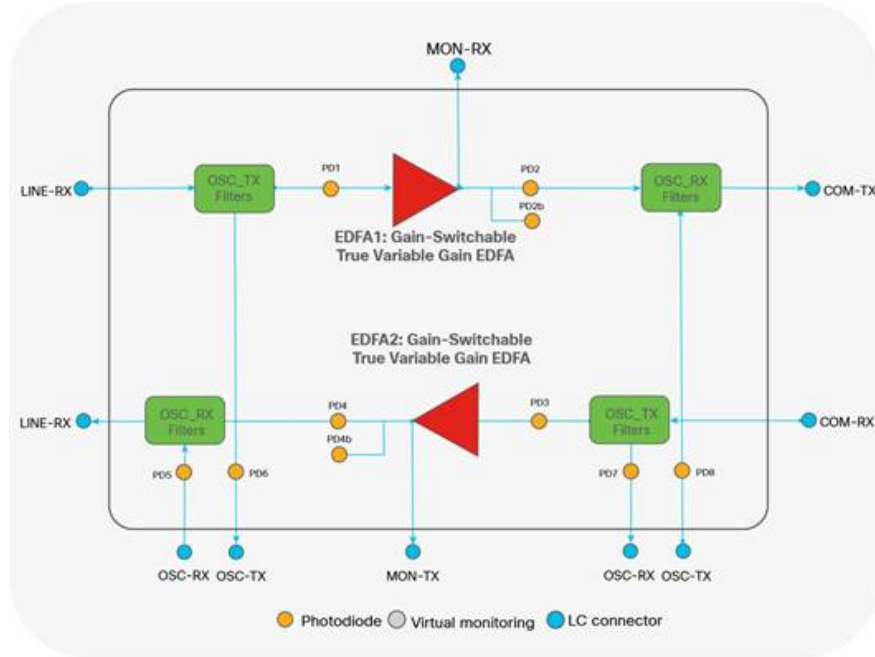 MON-RX
LINE-RX
OSC_TX
Filters
PD1
PD2
PD2b
OSC_RX
Filters
COM-TX
EDFA1: Gain-Switchable
True Variable Gain EDFA
EDFA2: Gain-Switchable
True Variable Gain EDFA
LINE-RX
OSC_RX
Filters
PD4
PD4b
PD3
OSC_TX
Filters
COM-RX
PD5
PD6
PD7
PD8
OSC-RX
OSC-TX
MON-TX
OSC-RX
OSC-TX
Photodiode
Virtual monitoring
LC connector